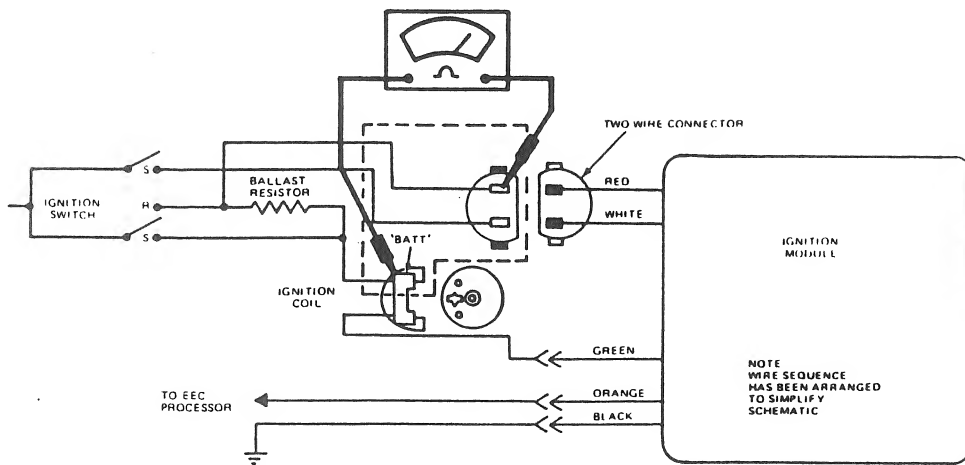 TWO WIRE CONNECTOR
S
BALLAST
RESISTOR
RED
IGNITION
SWITCH
R
WHITE
S
'BATT'
IGNITION
MODULE
IGNITION
COIL
GREEN
NOTE
WIRE SEQUENCE
HAS BEEN ARRANGED
TO SIMPLIFY
SCHEMATIC
TO EEC
PROCESSOR
ORANGE
BLACK